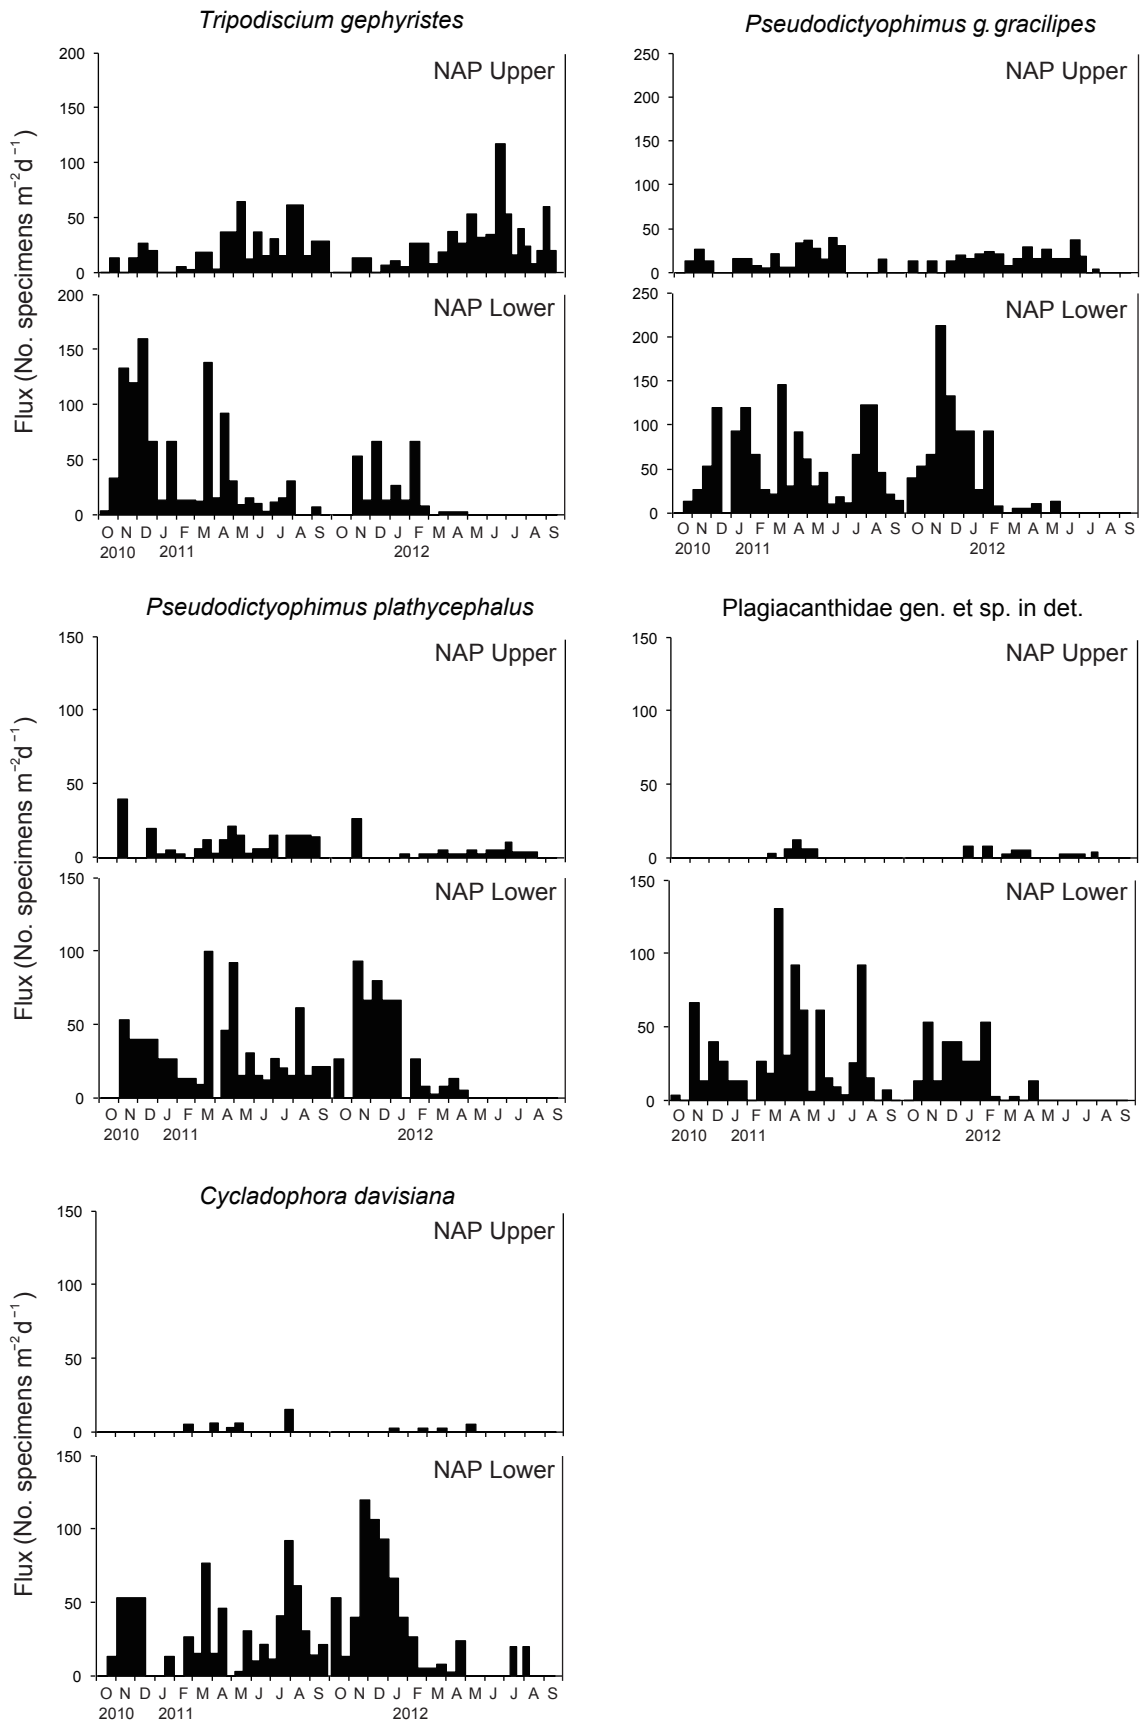 Tripodiscium gephyristes
NAP Upper
200
150
100
50
0
NAP Lower
200
150
100
50
0
Flux (No. specimens m⁻²d⁻¹)
O N D J F M A M J J A S O N D J F M A M J J A S
2010 2011 2012
Pseudodictyophimus g. gracilipes
NAP Upper
250
200
150
100
50
0
NAP Lower
250
200
150
100
50
0
O N D J F M A M J J A S O N D J F M A M J J A S
2010 2011 2012
Pseudodictyophimus plathycephalus
NAP Upper
150
100
50
0
NAP Lower
150
100
50
0
Flux (No. specimens m⁻²d⁻¹)
O N D J F M A M J J A S O N D J F M A M J J A S
2010 2011 2012
Plagiacanthidae gen. et sp. in det.
NAP Upper
150
100
50
0
NAP Lower
150
100
50
0
O N D J F M A M J J A S O N D J F M A M J J A S
2010 2011 2012
Cycladophora davisiana
NAP Upper
150
100
50
0
NAP Lower
150
100
50
0
Flux (No. specimens m⁻²d⁻¹)
O N D J F M A M J J A S O N D J F M A M J J A S
2010 2011 2012